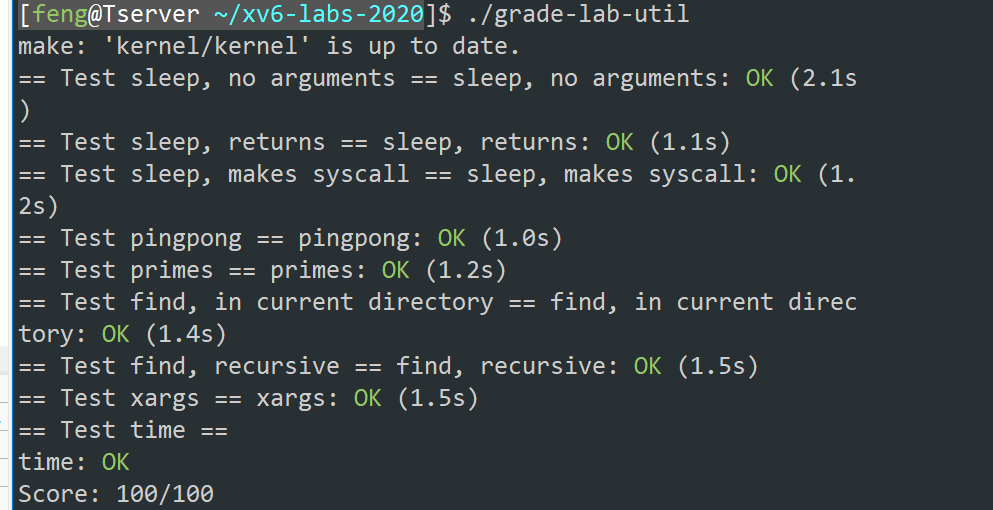 [feng@Tserver ~/xv6-labs-2020]$ ./grade-lab-util
make: 'kernel/kernel' is up to date.
== Test sleep, no arguments == sleep, no arguments: OK (2.1s
)
== Test sleep, returns == sleep, returns: OK (1.1s)
== Test sleep, makes syscall == sleep, makes syscall: OK (1.
2s)
== Test pingpong == pingpong: OK (1.0s)
== Test primes == primes: OK (1.2s)
== Test find, in current directory == find, in current direc
tory: OK (1.4s)
== Test find, recursive == find, recursive: OK (1.5s)
== Test xargs == xargs: OK (1.5s)
== Test time ==
time: OK
Score: 100/100